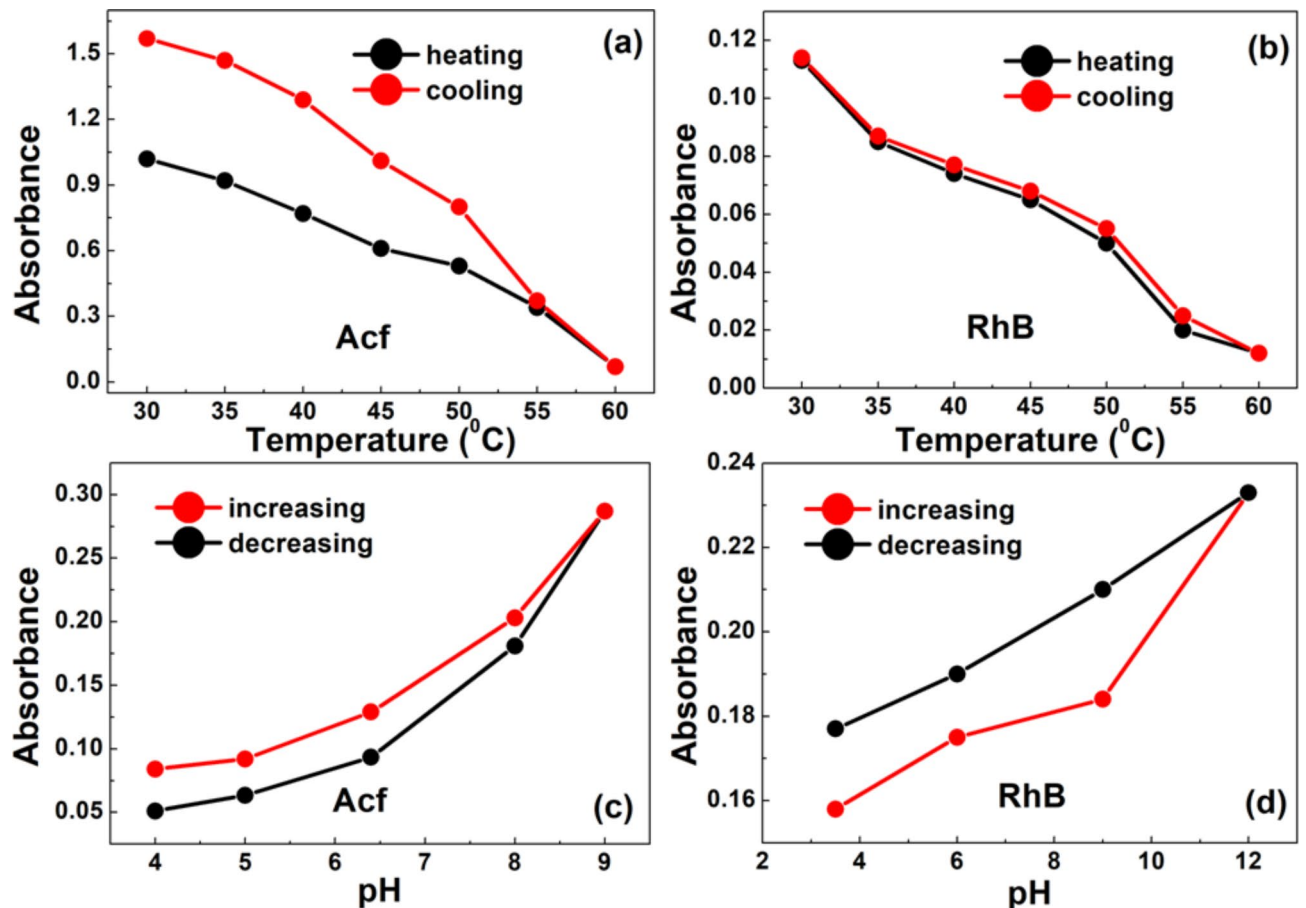 (a)
heating
cooling
Absorbance
1.5
1.2
0.9
0.6
0.3
0.0
Acf
30 35 40 45 50 55 60
Temperature (⁰C)
(b)
heating
cooling
Absorbance
0.12
0.10
0.08
0.06
0.04
0.02
0.00
RhB
30 35 40 45 50 55 60
Temperature (⁰C)
increasing
decreasing
Absorbance
0.30
0.25
0.20
0.15
0.10
0.05
Acf
(c)
4 5 6 7 8 9
pH
increasing
decreasing
Absorbance
0.24
0.22
0.20
0.18
0.16
RhB
(d)
2 4 6 8 10 12
pH